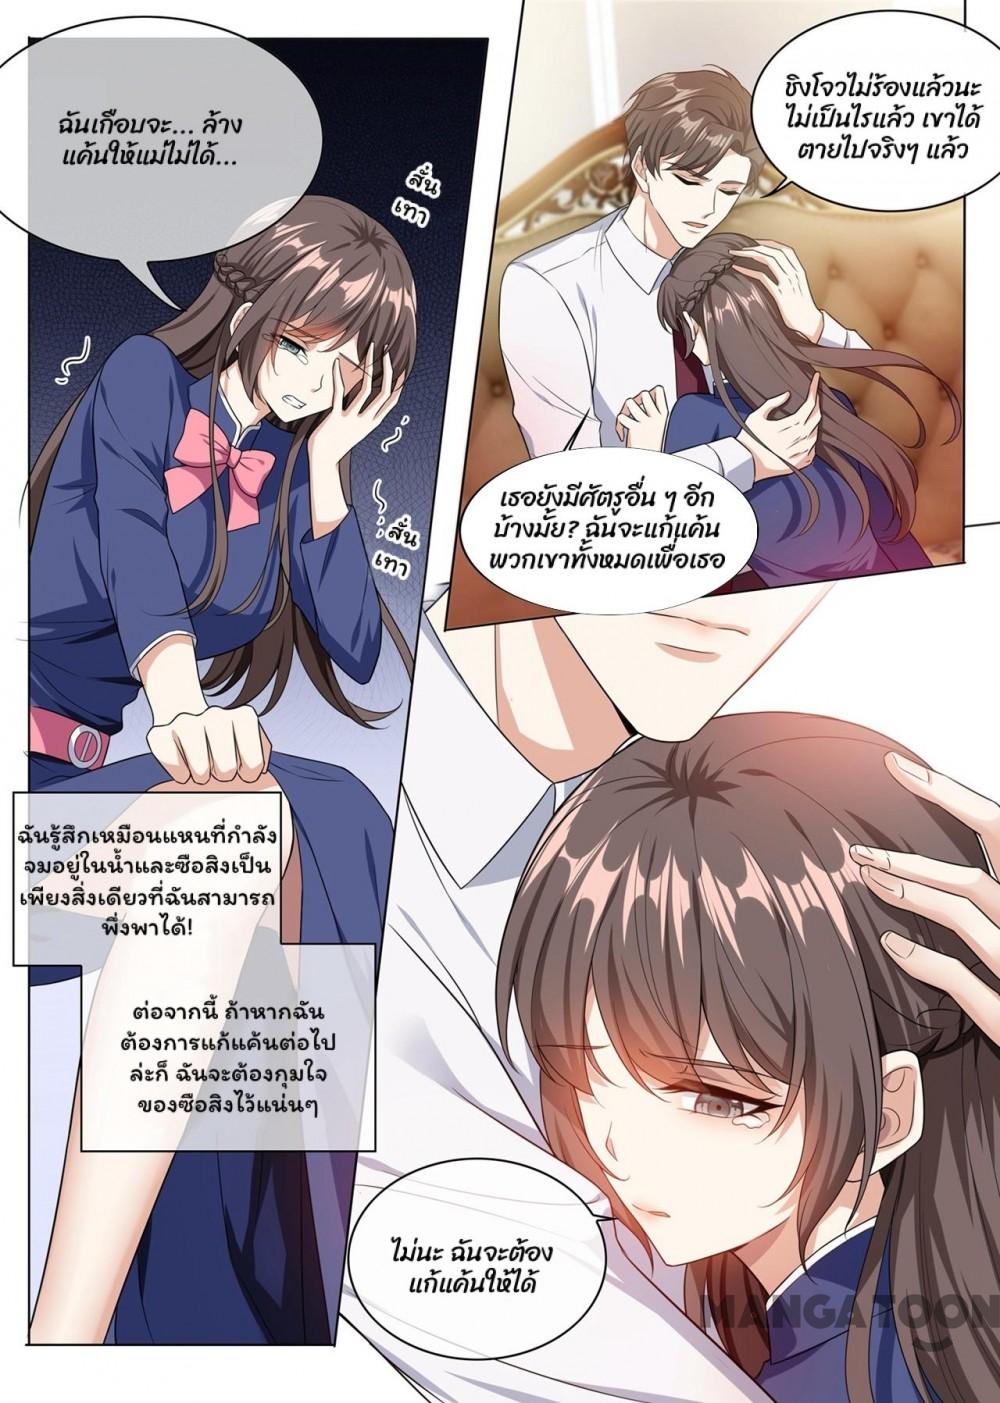 ฉันเกือบจะ... ล้าง
แค้นให้แม่ไม่ได้...
สั่น
เทา
สั่น
เทา
ชิงโจวไม่ร้องแล้วนะ
ไม่เป็นไรแล้ว เขาได้
ตายไปจริงๆ แล้ว
เธอยังมีศัตรูอื่น ๆ อีก
บ้างมั้ย? ฉันจะแก้แค้น
พวกเขาทั้งหมดเพื่อเธอ
ฉันรู้สึกเหมือนแหนที่กำลัง
จมอยู่ในน้ำและซือสิงเป็น
เพียงสิ่งเดียวที่ฉันสามารถ
พึ่งพาได้!
ต่อจากนี้ ถ้าหากฉัน
ต้องการแก้แค้นต่อไป
ล่ะก็ ฉันจะต้องกุมใจ
ของซือสิงไว้แน่นๆ
ไม่นะ ฉันจะต้อง
แก้แค้นให้ได้
MANGATOON